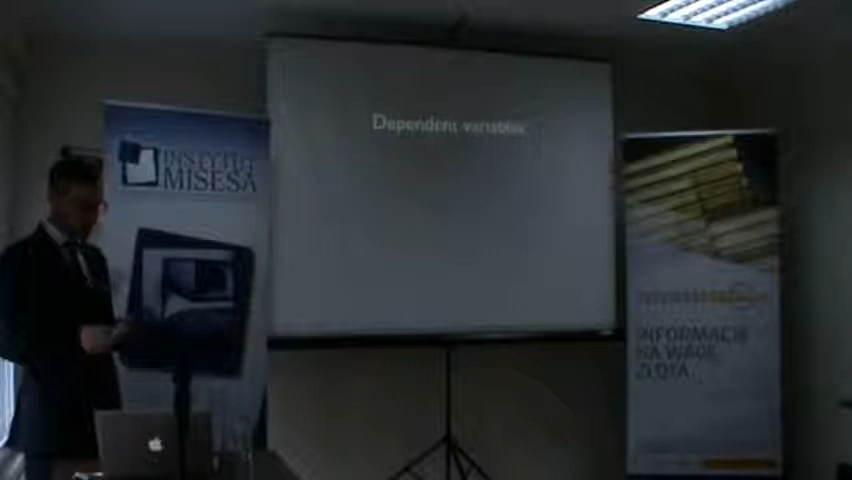 Dependent variables
INSTYTUT
MISESA
INFORMACJE
NA WAGĘ
ZŁOTA